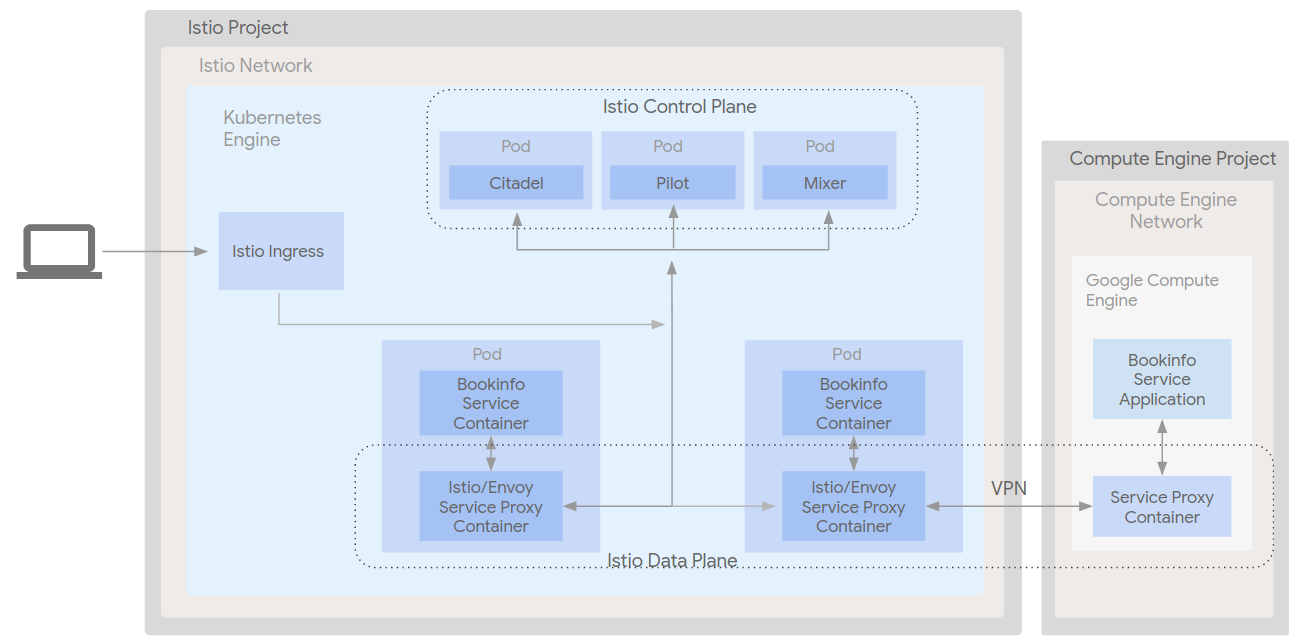 Istio Project
Istio Network
Kubernetes
Engine
Istio Control Plane
Pod
Citadel
Pod
Pilot
Pod
Mixer
Istio Ingress
Pod
Bookinfo
Service
Container
Istio/Envoy
Service Proxy
Container
Pod
Bookinfo
Service
Container
Istio/Envoy
Service Proxy
Container
Istio Data Plane
VPN
Compute Engine Project
Compute Engine
Network
Google Compute
Engine
Bookinfo
Service
Application
Service Proxy
Container